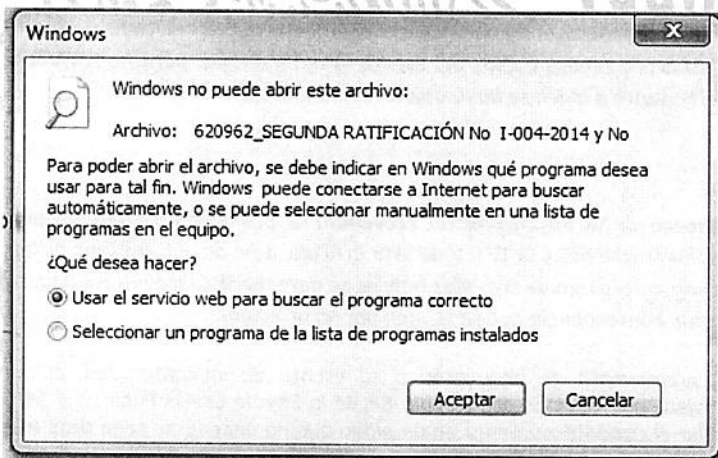 Windows
Windows no puede abrir este archivo:
Archivo: 620962_SEGUNDA RATIFICACIÓN No I-004-2014 y No
Para poder abrir el archivo, se debe indicar en Windows qué programa desea
usar para tal fin. Windows puede conectarse a Internet para buscar
automáticamente, o se puede seleccionar manualmente en una lista de
programas en el equipo.
¿Qué desea hacer?
Usar el servicio web para buscar el programa correcto
Seleccionar un programa de la lista de programas instalados
Aceptar
Cancelar